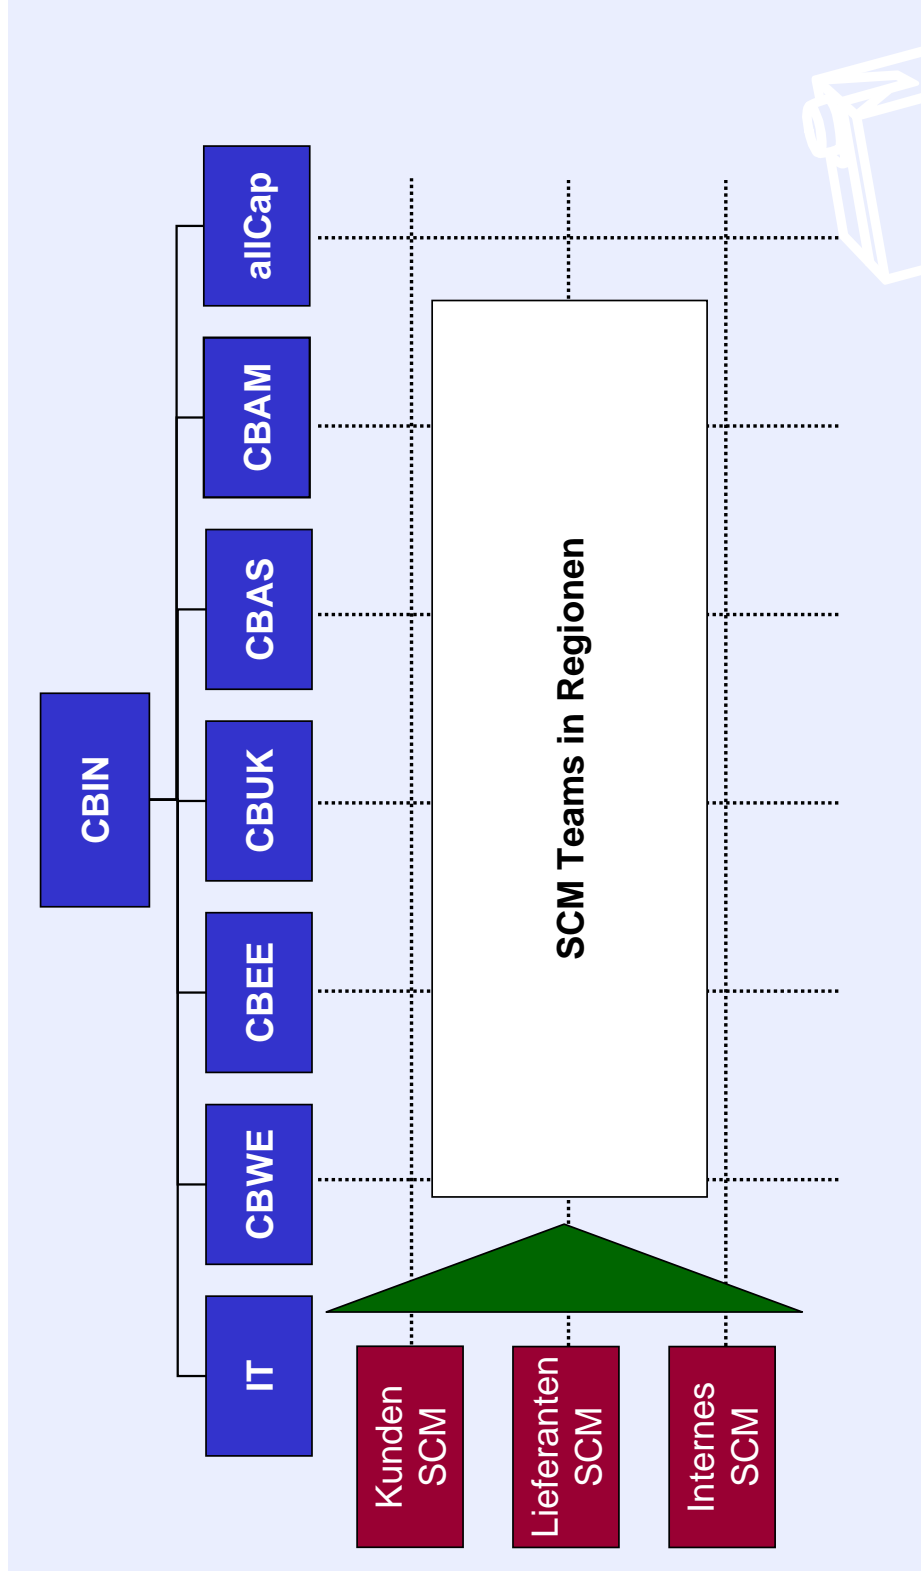 CBIN
IT
CBWE
CBEE
CBUK
CBAS
CBAM
allCap
Kunden
SCM
Lieferanten
SCM
Internes
SCM
SCM Teams in Regionen